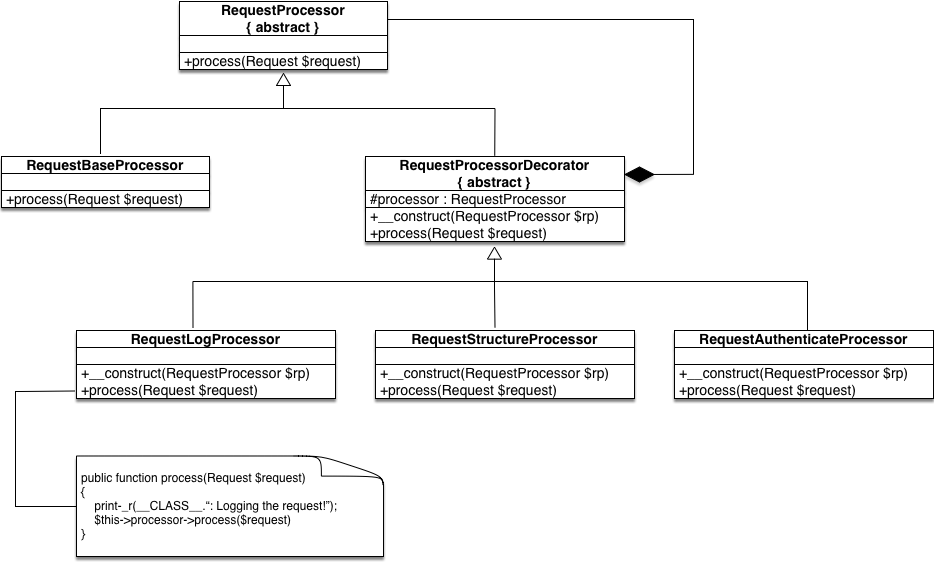 RequestProcessor
{ abstract }
+process(Request $request)
RequestBaseProcessor
+process(Request $request)
RequestProcessorDecorator
{ abstract }
#processor : RequestProcessor
+__construct(RequestProcessor $rp)
+process(Request $request)
RequestLogProcessor
+__construct(RequestProcessor $rp)
+process(Request $request)
RequestStructureProcessor
+__construct(RequestProcessor $rp)
+process(Request $request)
RequestAuthenticateProcessor
+__construct(RequestProcessor $rp)
+process(Request $request)
public function process(Request $request)
{
print-_r(__CLASS__.“: Logging the request!”);
$this->processor->process($request)
}